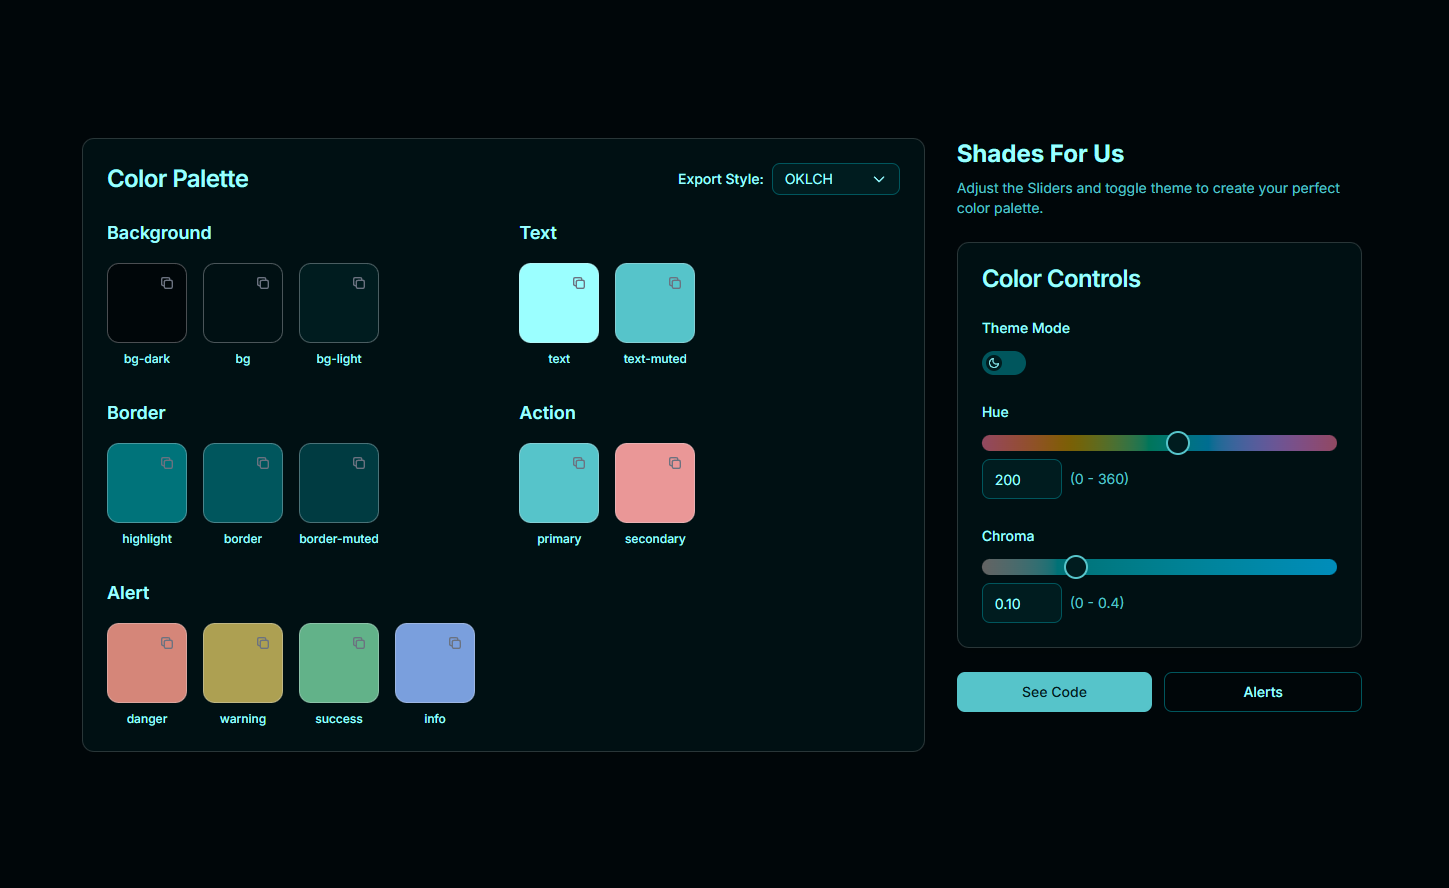 Color Palette
Export Style: OKLCH
Background
bg-dark
bg
bg-light
Text
text
text-muted
Border
highlight
border
border-muted
Action
primary
secondary
Alert
danger
warning
success
info
Shades For Us
Adjust the Sliders and toggle theme to create your perfect
color palette.
Color Controls
Theme Mode
Hue
200 (0 - 360)
Chroma
0.10 (0 - 0.4)
See Code
Alerts